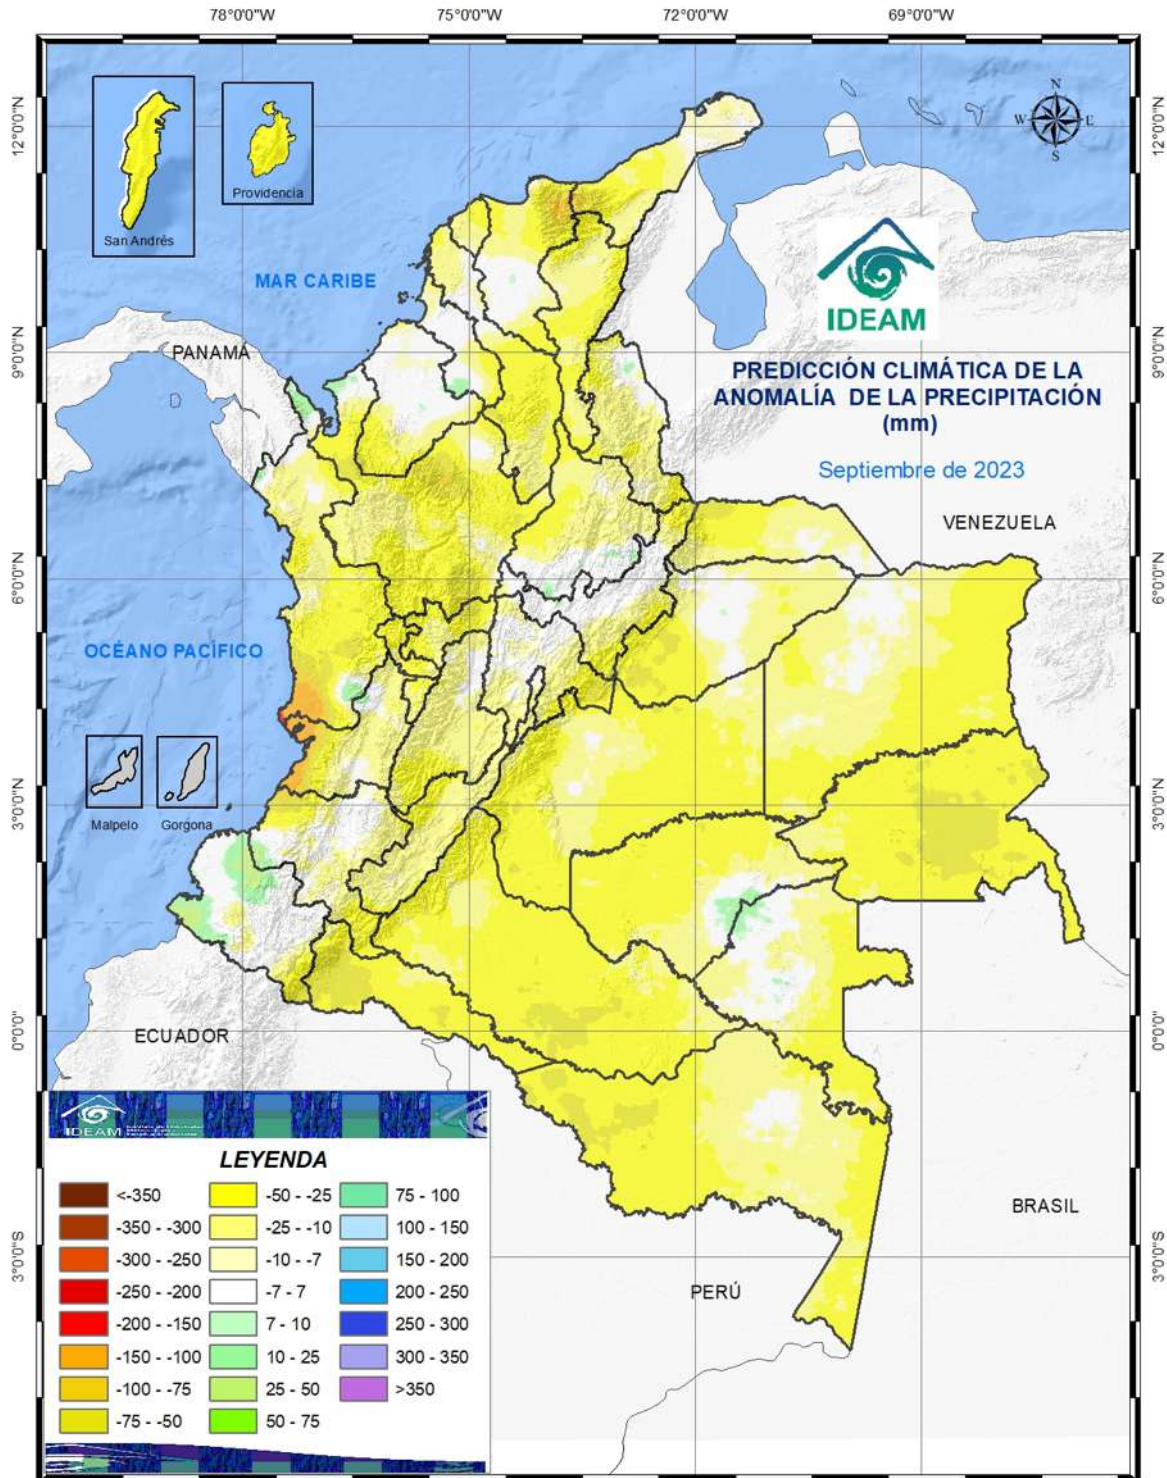 78°0'0"W
75°0'0"W
72°0'0"W
69°0'0"W
12°0'0"N
12°0'0"N
San Andrés
Providencia
N
W
E
S
MAR CARIBE
IDEAM
9°0'0"N
9°0'0"N
PANAMÁ
PREDICCIÓN CLIMÁTICA DE LA
ANOMALÍA DE LA PRECIPITACIÓN
(mm)
Septiembre de 2023
VENEZUELA
6°0'0"N
6°0'0"N
OCÉANO PACÍFICO
Malpelo
Gorgona
3°0'0"N
3°0'0"N
ECUADOR
0°0'0"
0°0'0"
IDEAM
LEYENDA
<-350
-350 - -300
-300 - -250
-250 - -200
-200 - -150
-150 - -100
-100 - -75
-75 - -50
-50 - -25
-25 - -10
-10 - -7
-7 - 7
7 - 10
10 - 25
25 - 50
50 - 75
75 - 100
100 - 150
150 - 200
200 - 250
250 - 300
300 - 350
>350
BRASIL
3°0'0"S
3°0'0"S
PERÚ